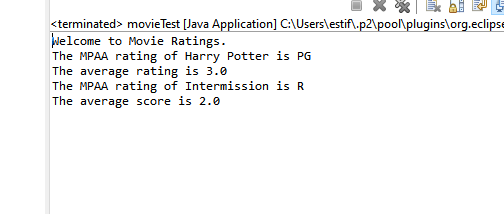 <terminated> movieTest [Java Application] C:\Users\estif\.p2\pool\plugins\org.eclipse
Welcome to Movie Ratings.
The MPAA rating of Harry Potter is PG
The average rating is 3.0
The MPAA rating of Intermission is R
The average score is 2.0